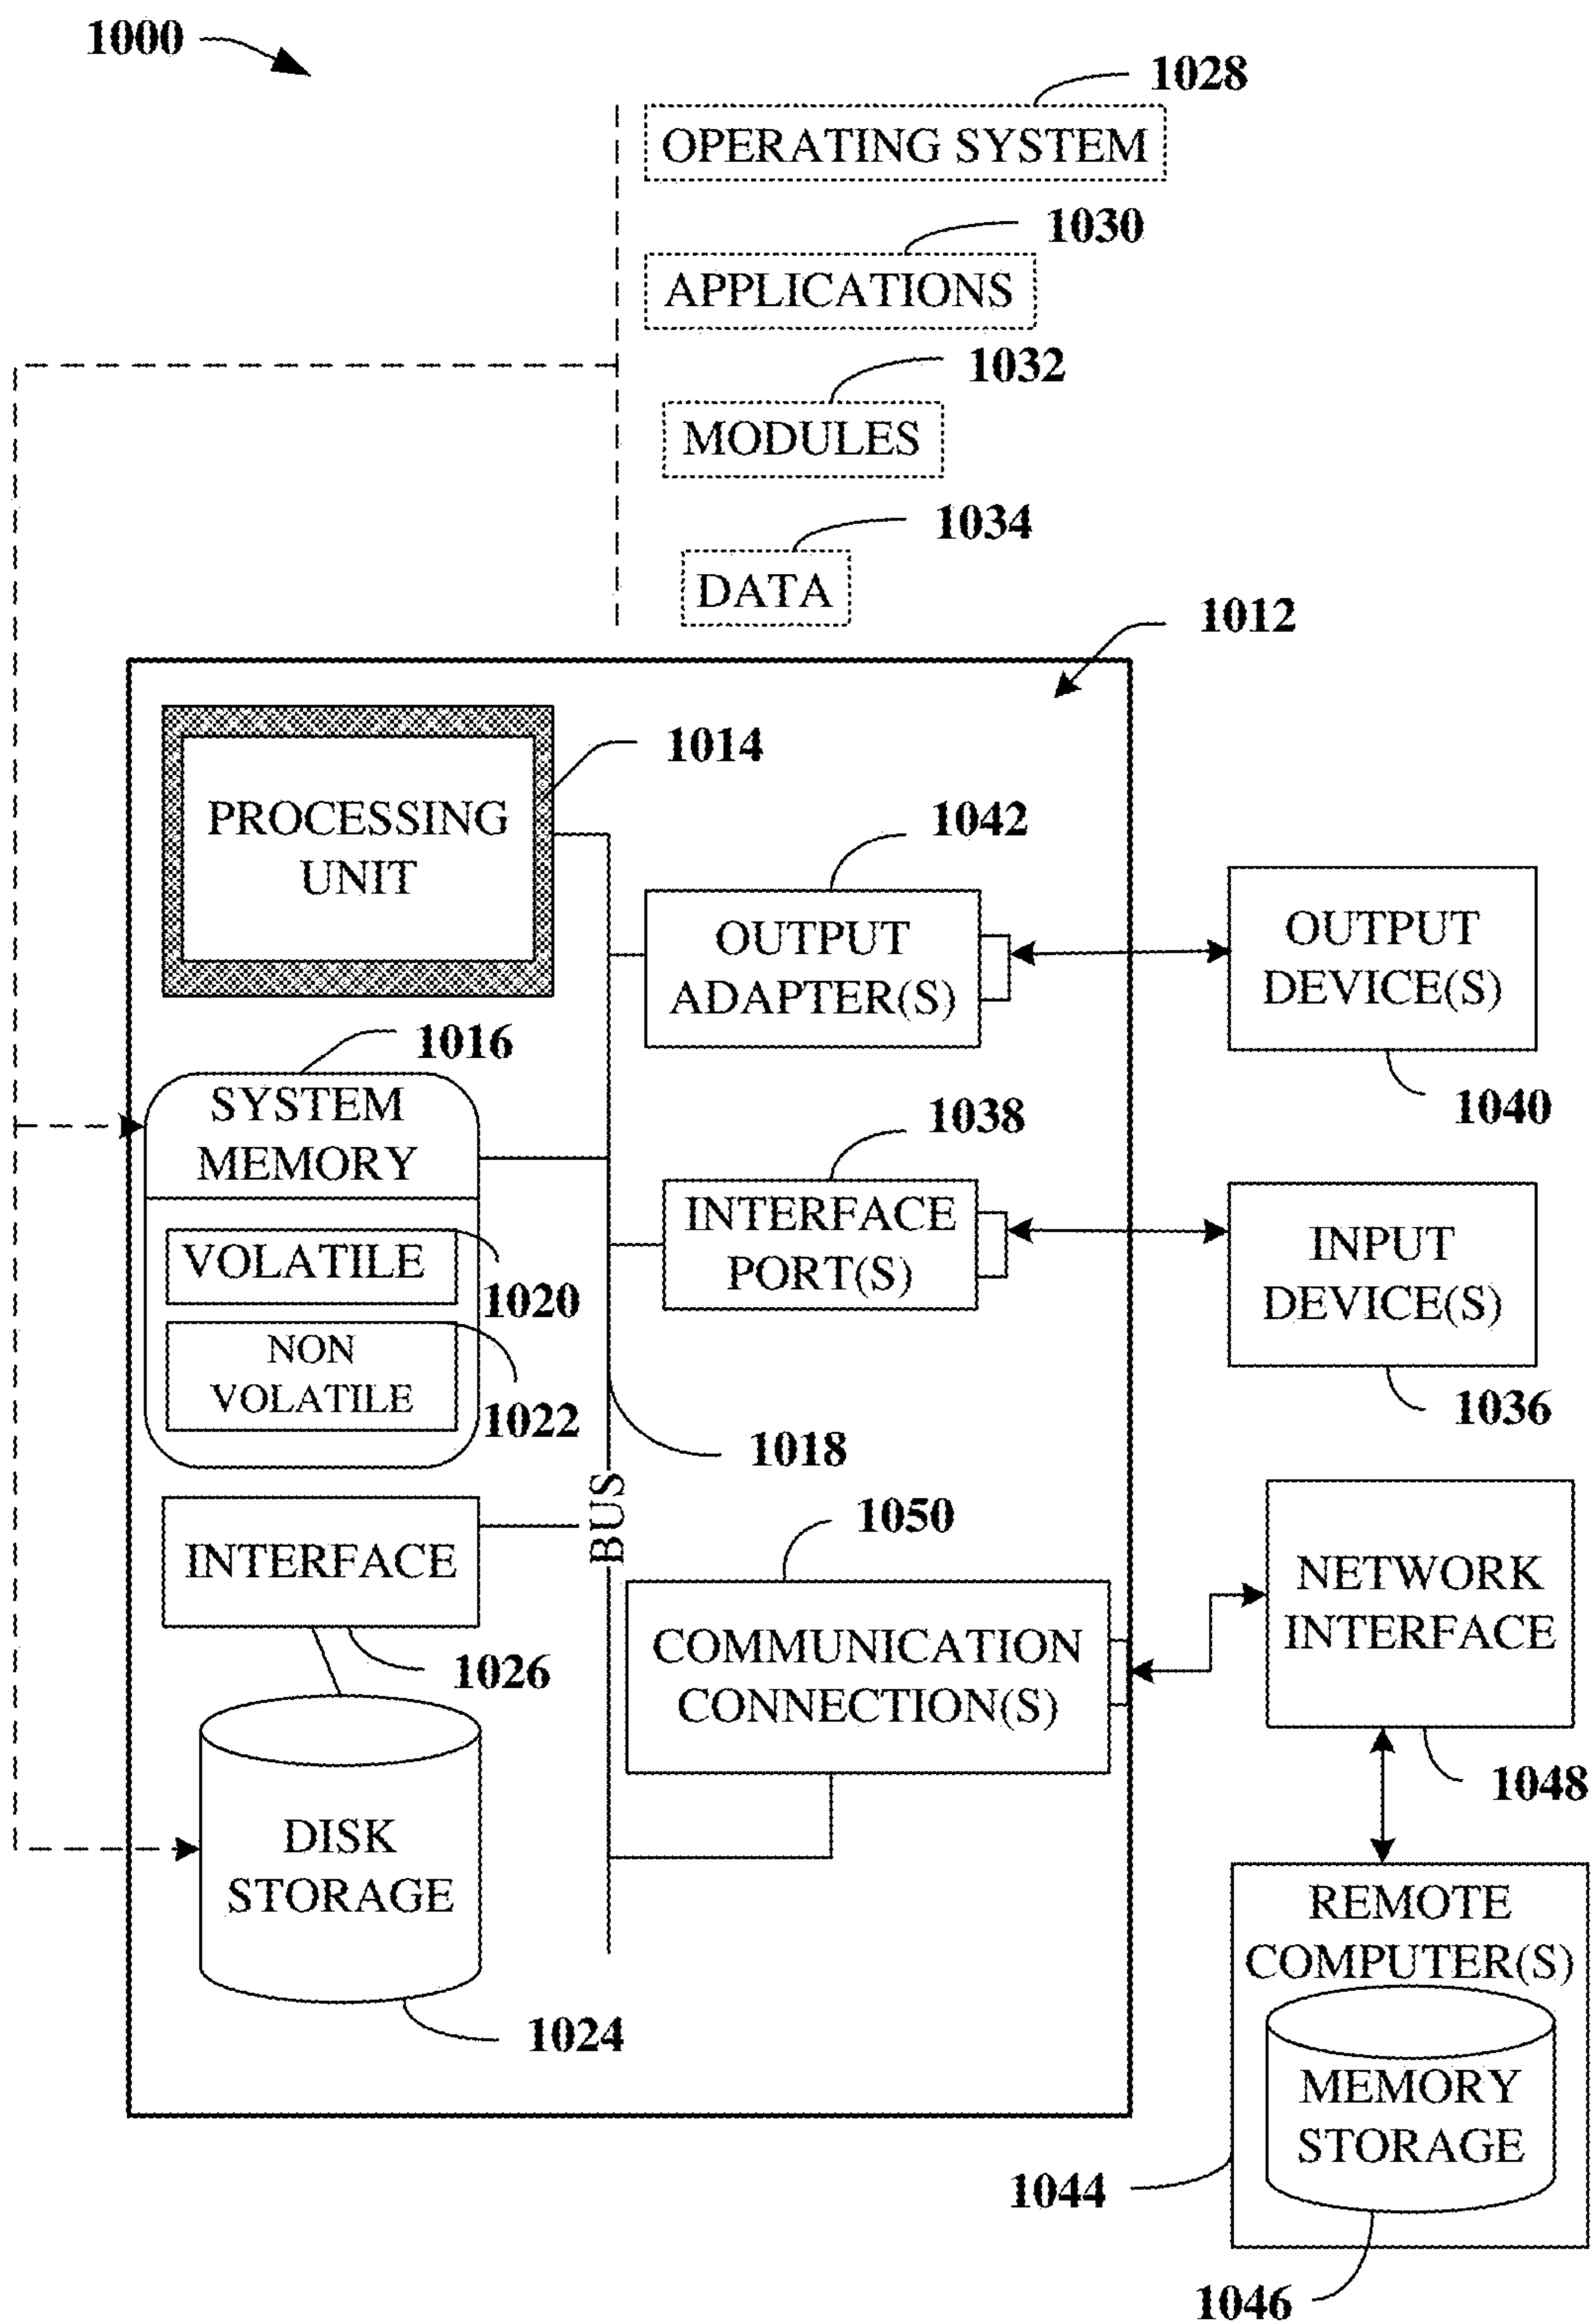 1000
1028
OPERATING SYSTEM
1030
APPLICATIONS
1032
MODULES
1034
DATA
1012
PROCESSING
UNIT
1014
1042
OUTPUT
ADAPTER(S)
OUTPUT
DEVICE(S)
1040
1016
SYSTEM
MEMORY
VOLATILE
1020
NON
VOLATILE
1022
1038
INTERFACE
PORT(S)
INPUT
DEVICE(S)
1036
1018
BUS
INTERFACE
1026
1050
COMMUNICATION
CONNECTION(S)
NETWORK
INTERFACE
1048
DISK
STORAGE
1024
REMOTE
COMPUTER(S)
MEMORY
STORAGE
1044
1046